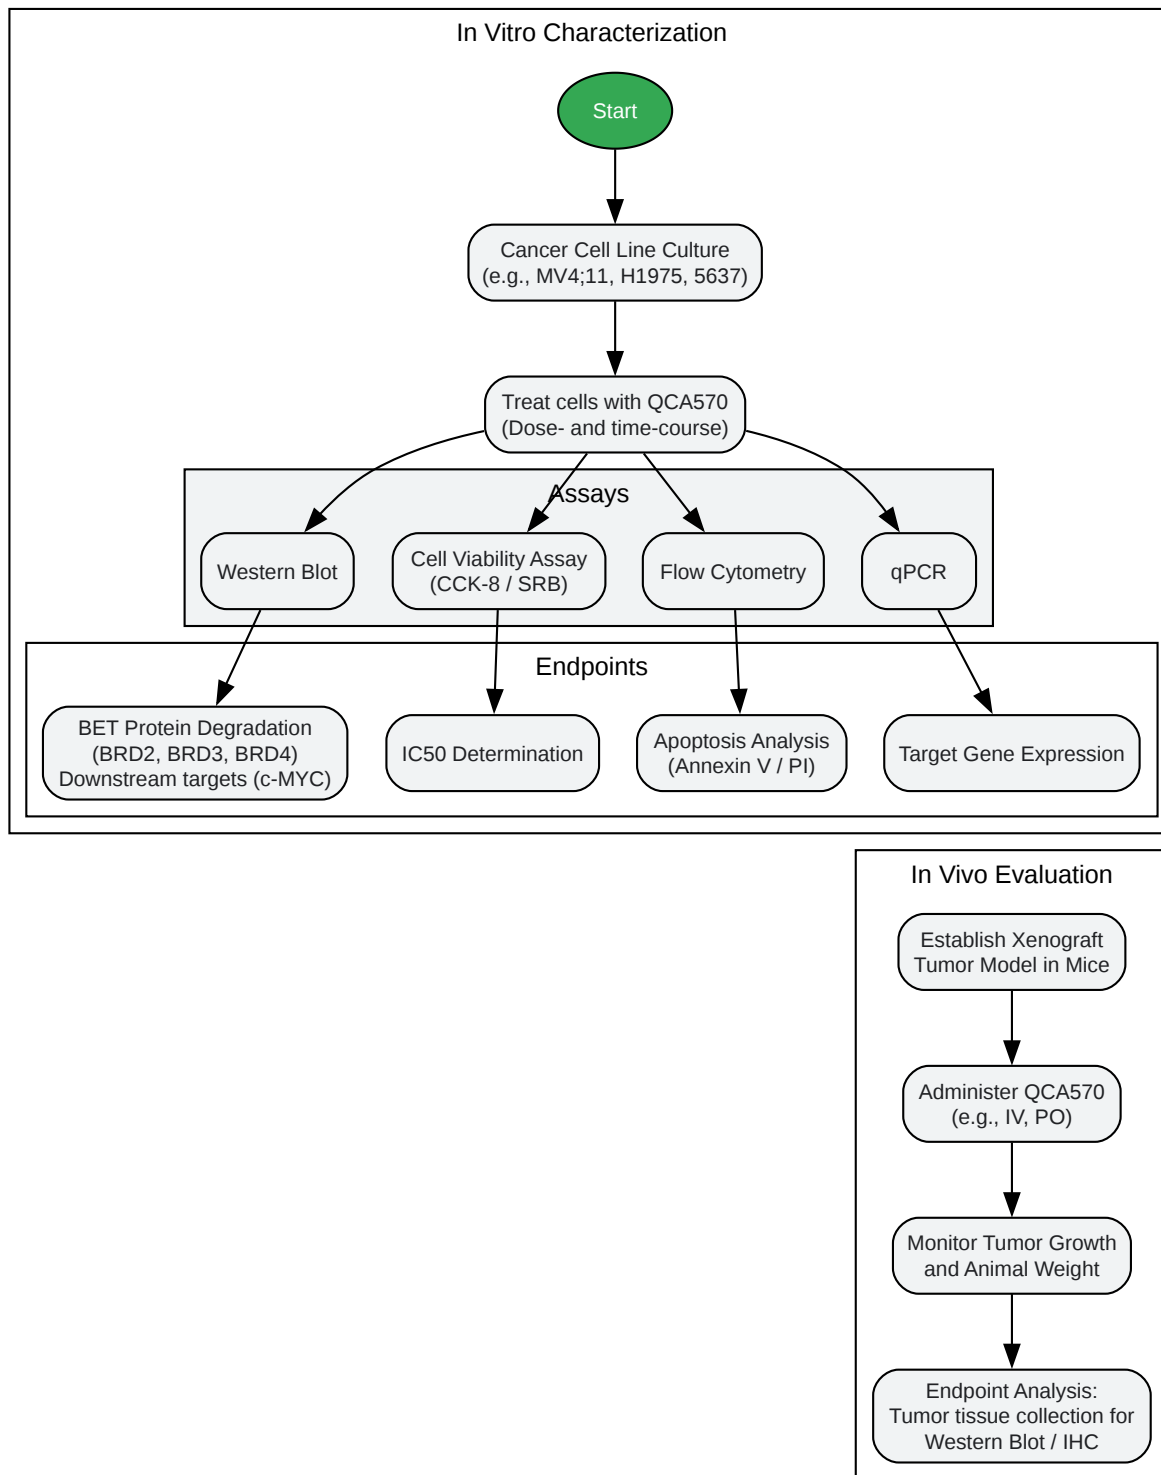 In Vitro Characterization
Start
Cancer Cell Line Culture
(e.g., MV4;11, H1975, 5637)
Treat cells with QCA570
(Dose- and time-course)
Assays
Western Blot
Cell Viability Assay
(CCK-8 / SRB)
Flow Cytometry
qPCR
Endpoints
BET Protein Degradation
(BRD2, BRD3, BRD4)
Downstream targets (c-MYC)
IC50 Determination
Apoptosis Analysis
(Annexin V / PI)
Target Gene Expression
In Vivo Evaluation
Establish Xenograft
Tumor Model in Mice
Administer QCA570
(e.g., IV, PO)
Monitor Tumor Growth
and Animal Weight
Endpoint Analysis:
Tumor tissue collection for
Western Blot / IHC